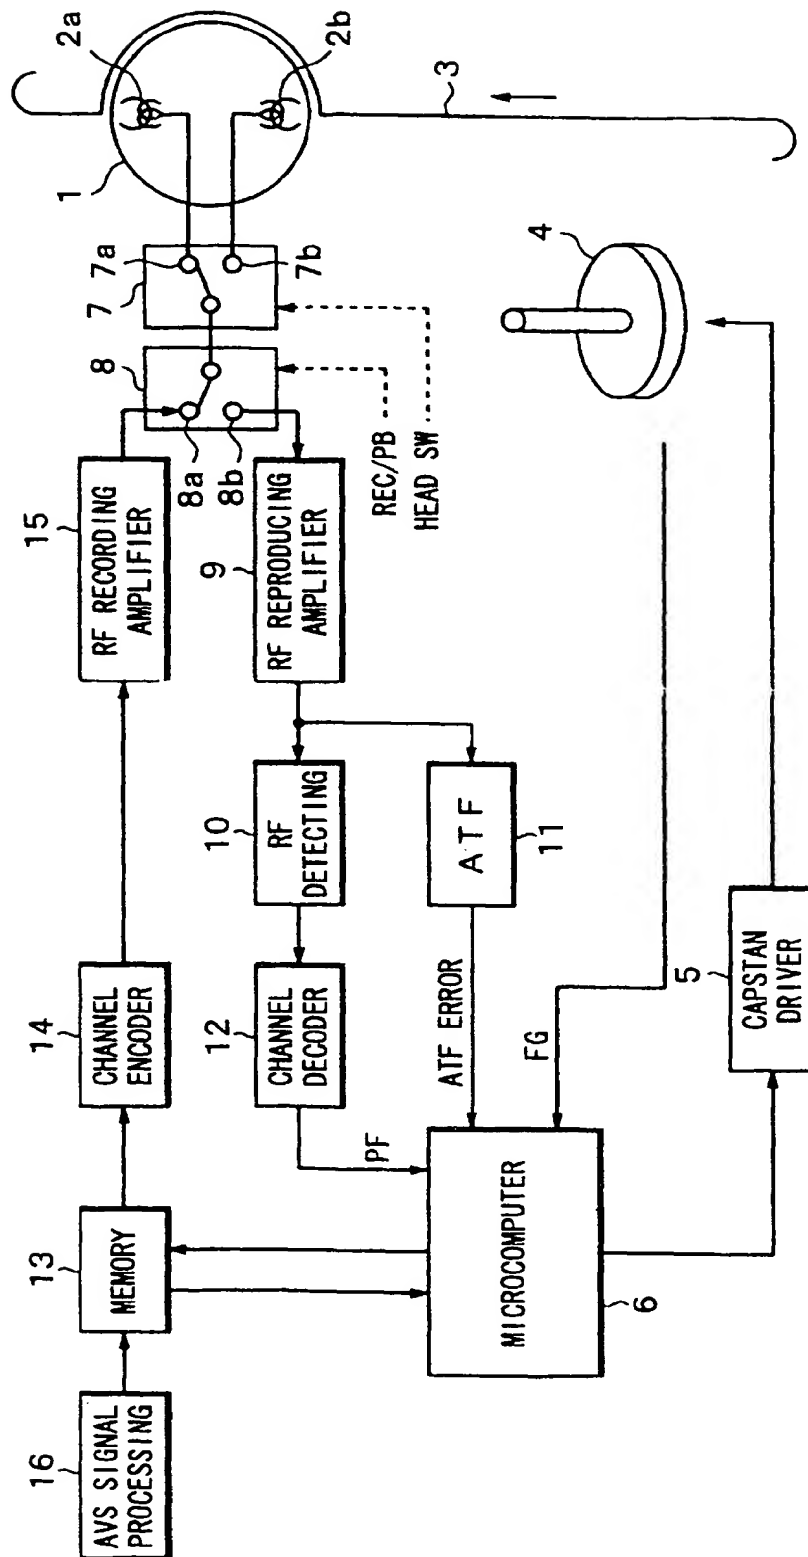 16
AVS SIGNAL
PROCESSING
13
MEMORY
14
CHANNEL
ENCODER
15
RF RECORDING
AMPLIFIER
8
8a
8b
7
7a
7b
1
2a
2b
3
12
CHANNEL
DECODER
10
RF
DETECTING
9
RF REPRODUCING
AMPLIFIER
REC/PB
HEAD SW
PF
ATF ERROR
ATF
11
FG
MICROCOMPUTER
6
4
5
CAPSTAN
DRIVER